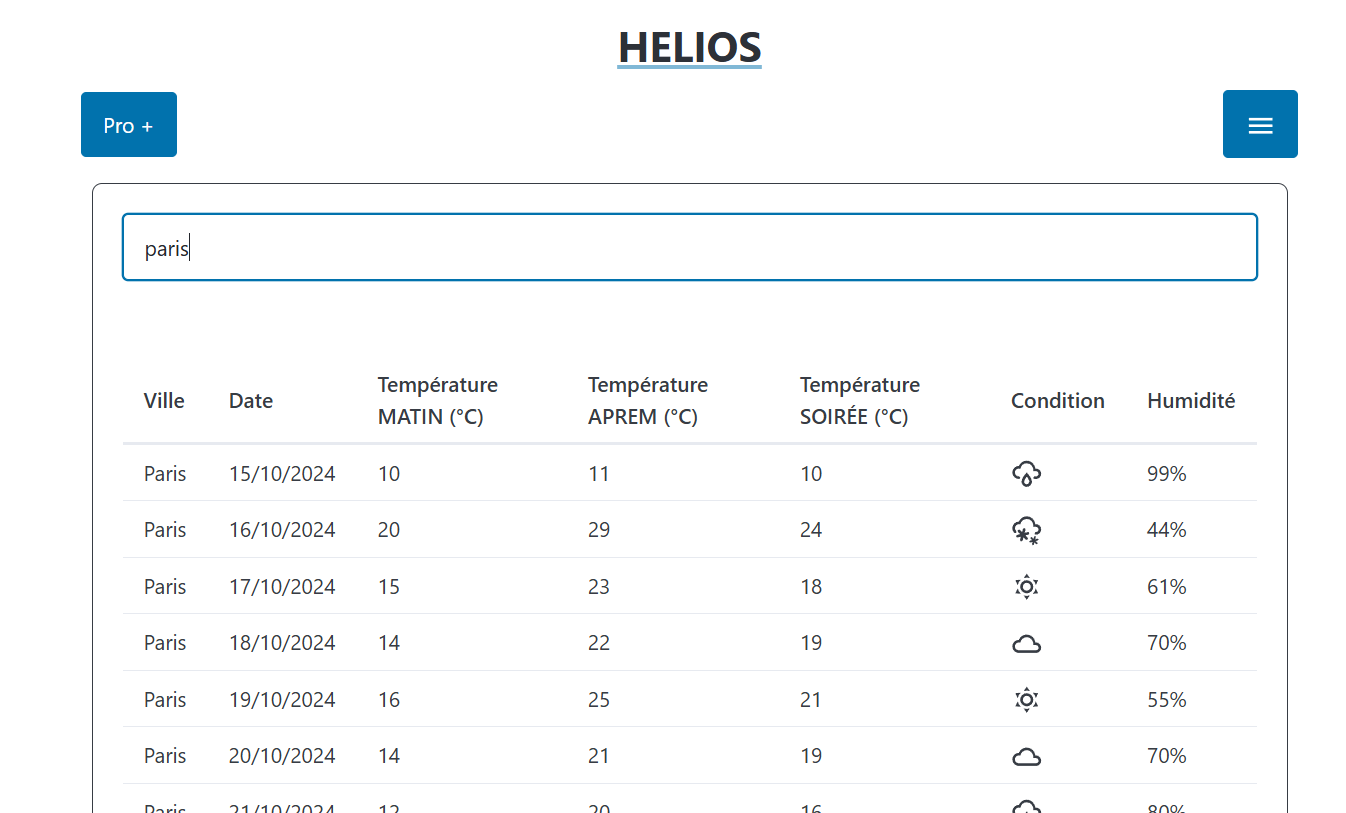 HELIOS
Pro +
paris
Ville Date Température MATIN (°C) Température APREM (°C) Température SOIRÉE (°C) Condition Humidité
Paris 15/10/2024 10 11 10 99%
Paris 16/10/2024 20 29 24 44%
Paris 17/10/2024 15 23 18 61%
Paris 18/10/2024 14 22 19 70%
Paris 19/10/2024 16 25 21 55%
Paris 20/10/2024 14 21 19 70%
Paris 21/10/2024 12 20 16 80%